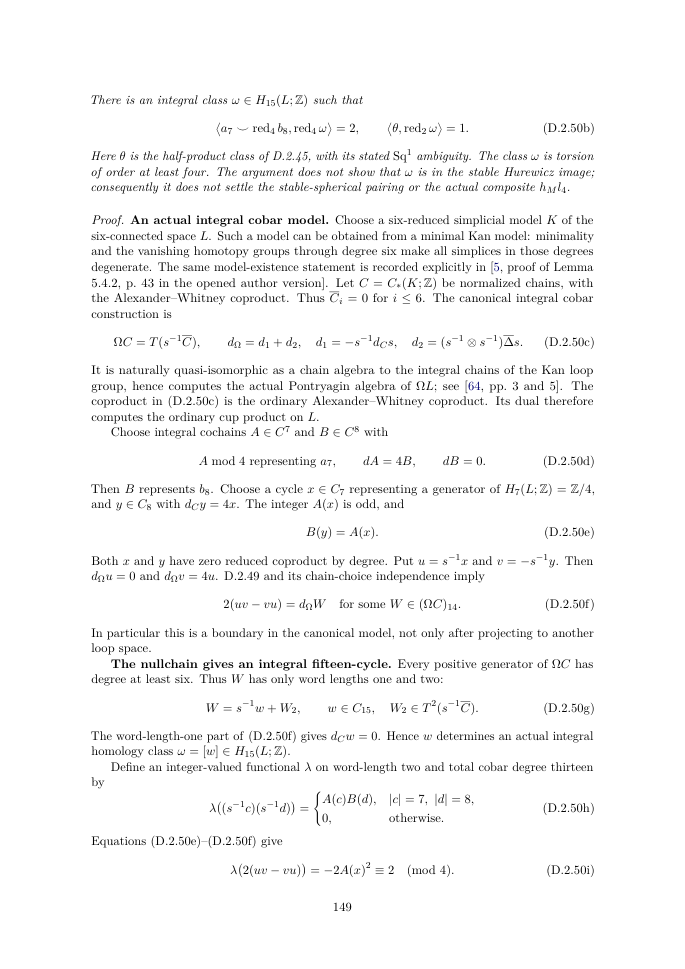 There is an integral class ω ∈ H₁₅(L; ℤ) such that
⟨a₇ ⌣ red₄ b₈, red₄ ω⟩ = 2, ⟨θ, red₂ ω⟩ = 1. (D.2.50b)
Here θ is the half-product class of D.2.45, with its stated Sq¹ ambiguity. The class ω is torsion
of order at least four. The argument does not show that ω is in the stable Hurewicz image;
consequently it does not settle the stable-spherical pairing or the actual composite h_M l₄.
Proof. An actual integral cobar model. Choose a six-reduced simplicial model K of the
six-connected space L. Such a model can be obtained from a minimal Kan model: minimality
and the vanishing homotopy groups through degree six make all simplices in those degrees
degenerate. The same model-existence statement is recorded explicitly in [5, proof of Lemma
5.4.2, p. 43 in the opened author version]. Let C = C_*(K; ℤ) be normalized chains, with
the Alexander–Whitney coproduct. Thus C̅ᵢ = 0 for i ≤ 6. The canonical integral cobar
construction is
ΩC = T(s⁻¹C̅), d_Ω = d₁ + d₂, d₁ = −s⁻¹d_C s, d₂ = (s⁻¹ ⊗ s⁻¹)Δ̅s. (D.2.50c)
It is naturally quasi-isomorphic as a chain algebra to the integral chains of the Kan loop
group, hence computes the actual Pontryagin algebra of ΩL; see [64, pp. 3 and 5]. The
coproduct in (D.2.50c) is the ordinary Alexander–Whitney coproduct. Its dual therefore
computes the ordinary cup product on L.
Choose integral cochains A ∈ C⁷ and B ∈ C⁸ with
A mod 4 representing a₇, dA = 4B, dB = 0. (D.2.50d)
Then B represents b₈. Choose a cycle x ∈ C₇ representing a generator of H₇(L; ℤ) = ℤ/4,
and y ∈ C₈ with d_C y = 4x. The integer A(x) is odd, and
B(y) = A(x). (D.2.50e)
Both x and y have zero reduced coproduct by degree. Put u = s⁻¹x and v = −s⁻¹y. Then
d_Ω u = 0 and d_Ω v = 4u. D.2.49 and its chain-choice independence imply
2(uv − vu) = d_Ω W for some W ∈ (ΩC)₁₄. (D.2.50f)
In particular this is a boundary in the canonical model, not only after projecting to another
loop space.
The nullchain gives an integral fifteen-cycle. Every positive generator of ΩC has
degree at least six. Thus W has only word lengths one and two:
W = s⁻¹w + W₂, w ∈ C₁₅, W₂ ∈ T²(s⁻¹C̅). (D.2.50g)
The word-length-one part of (D.2.50f) gives d_C w = 0. Hence w determines an actual integral
homology class ω = [w] ∈ H₁₅(L; ℤ).
Define an integer-valued functional λ on word-length two and total cobar degree thirteen
by
λ((s⁻¹c)(s⁻¹d)) = { A(c)B(d), |c| = 7, |d| = 8,
0, otherwise. (D.2.50h)
Equations (D.2.50e)–(D.2.50f) give
λ(2(uv − vu)) = −2A(x)² ≡ 2 (mod 4). (D.2.50i)
149